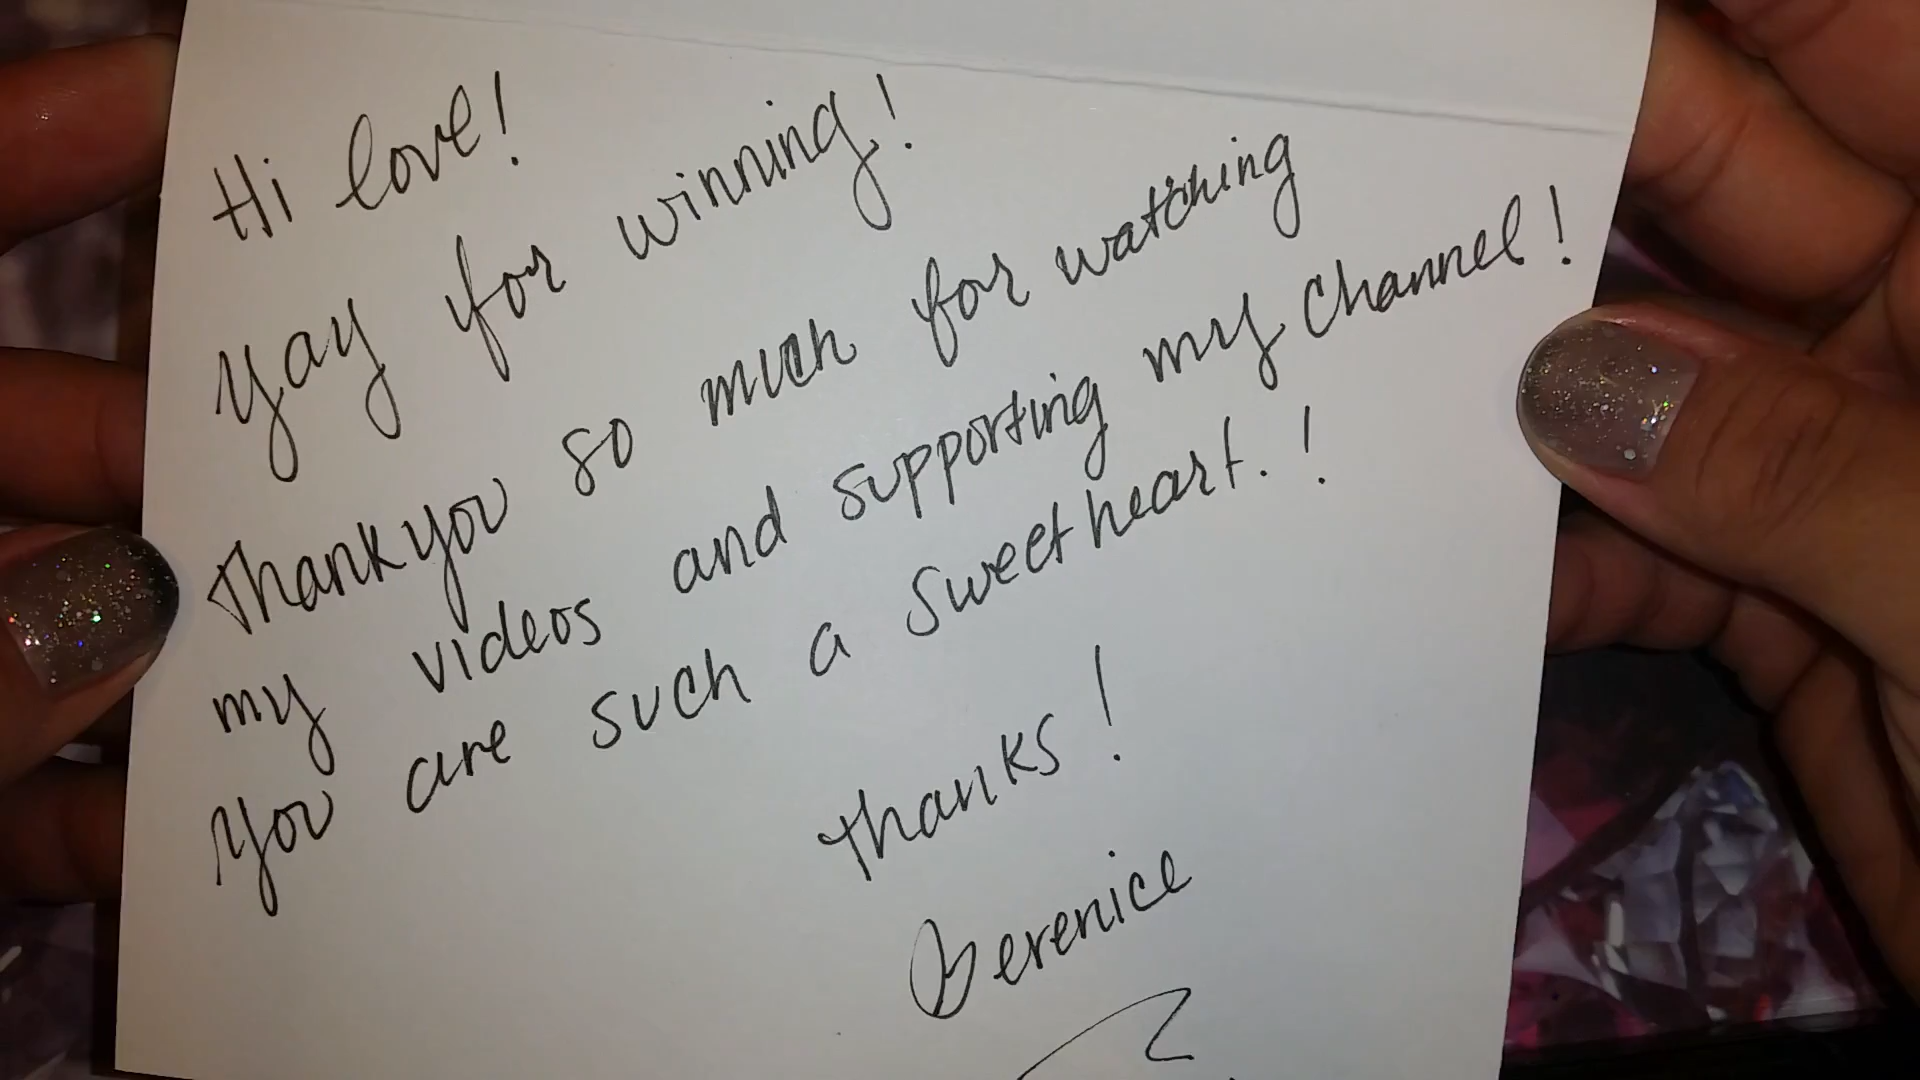 Hi love!
Yay for winning!
Thankyou so much for watching
my videos and supporting my channel!
You are such a sweetheart.!
Thanks!
Berenice